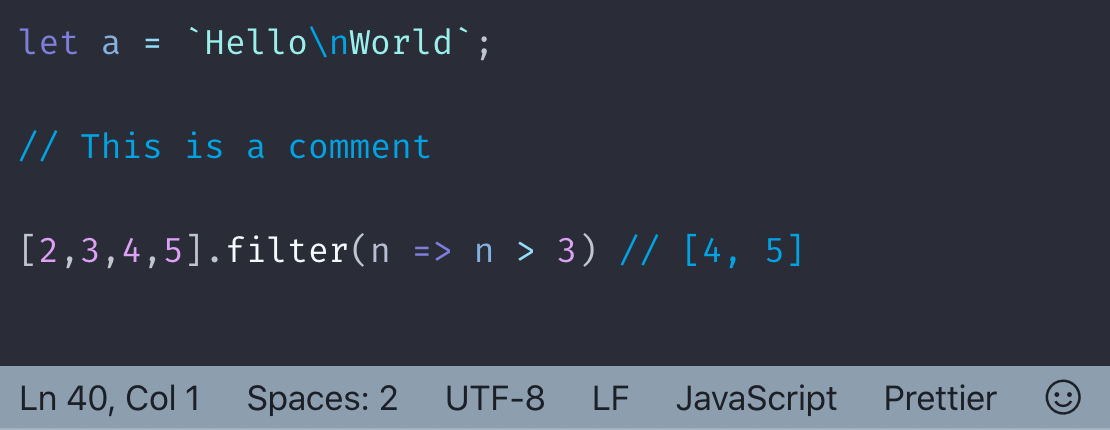 let a = `Hello\nWorld`;
// This is a comment
[2,3,4,5].filter(n => n > 3) // [4, 5]
Ln 40, Col 1 Spaces: 2 UTF-8 LF JavaScript Prettier